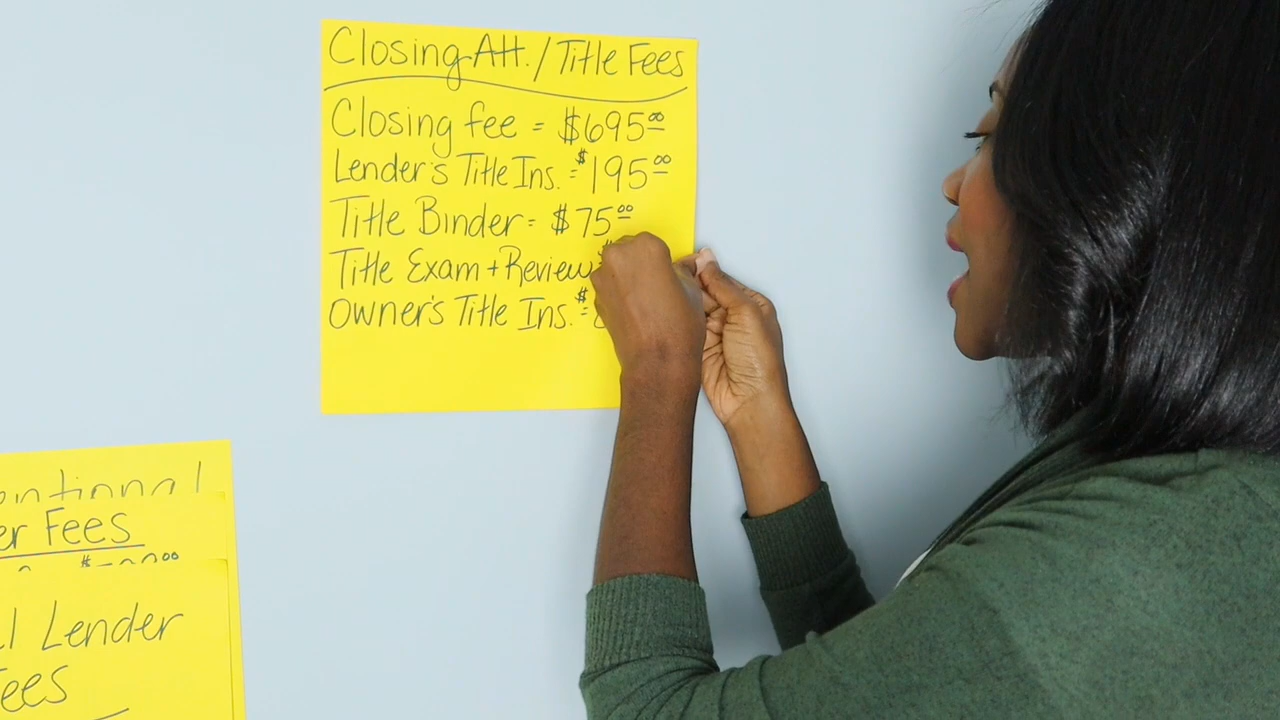 Closing Att. / Title Fees
Closing fee = $695.00
Lender's Title Ins. = $195.00
Title Binder = $75.00
Title Exam + Review = $
Owner's Title Ins. = $
er Fees
l Lender
ees